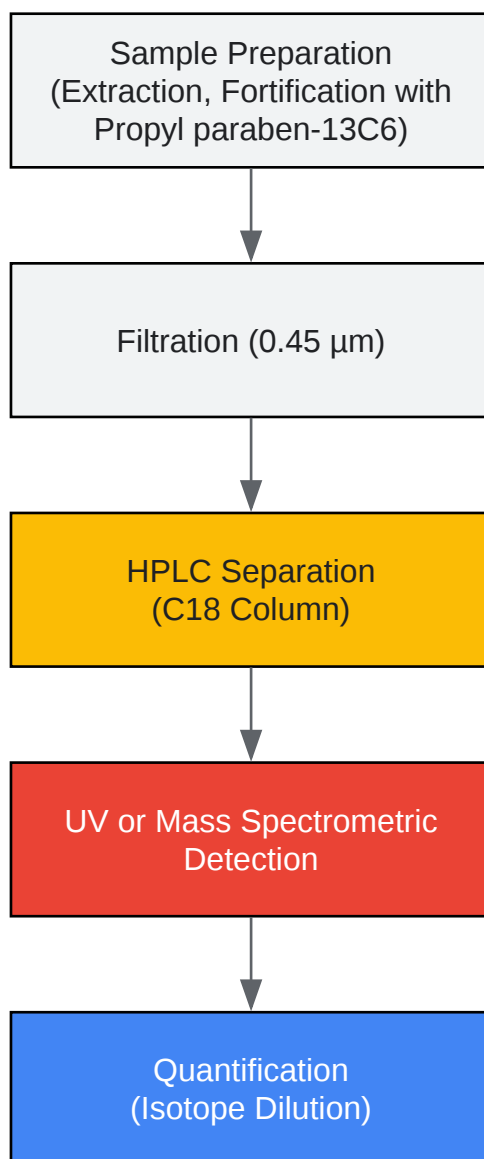 Sample Preparation
(Extraction, Fortification with
Propyl paraben-13C6)
Filtration (0.45 µm)
HPLC Separation
(C18 Column)
UV or Mass Spectrometric
Detection
Quantification
(Isotope Dilution)